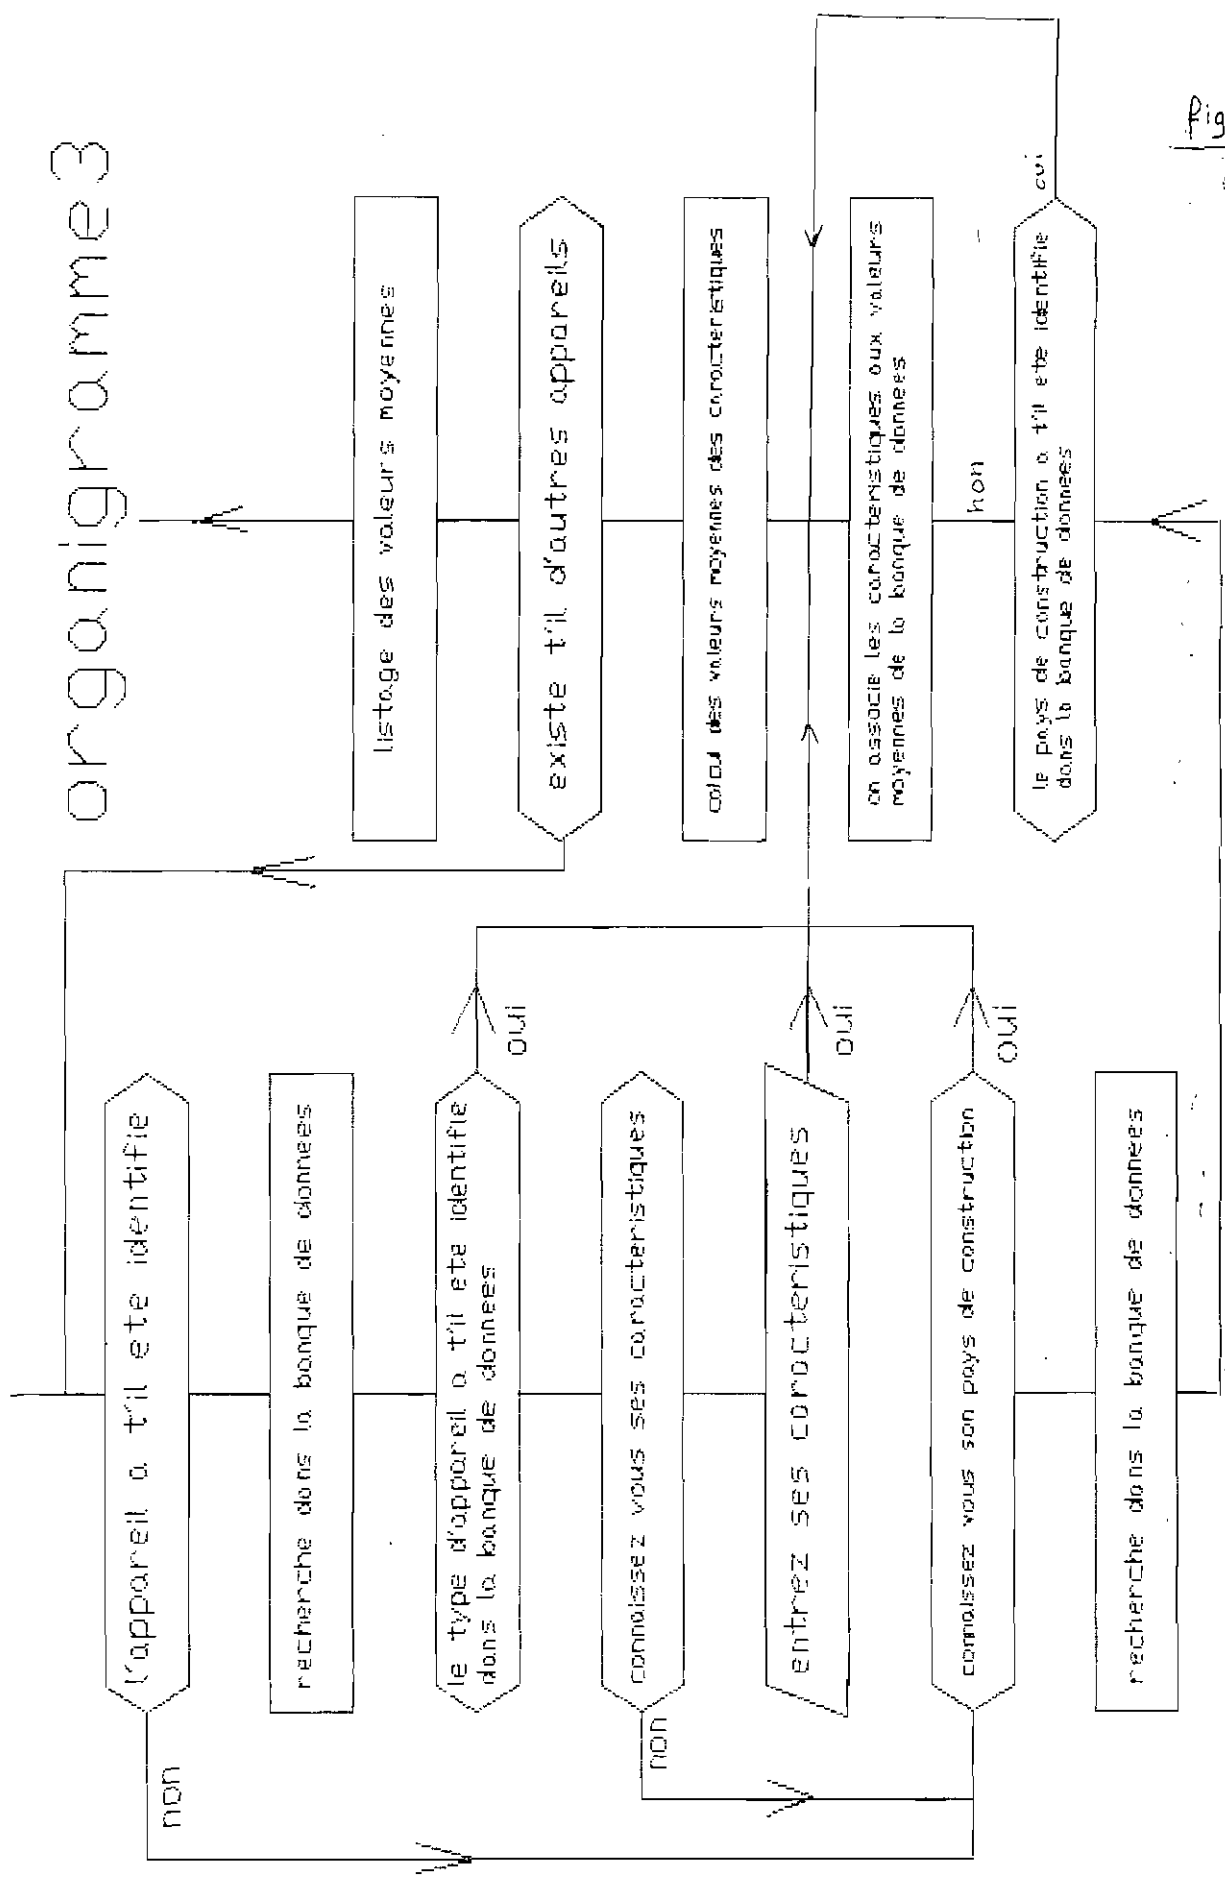 organigramme3
l'appareil a t'il ete identifie
non
recherche dans la banque de donnees
le type d'appareil a t'il ete identifie
dans la banque de donnees
oui
connaissez vous ses caracteristiques
non
entrez ses caracteristiques
oui
connaissez vous son pays de construction
oui
recherche dans la banque de donnees
listage des valeurs moyennes
existe t'il d'autres appareils
calcul des valeurs moyennes des caracteristiques
on associe les caracteristiques aux valeurs
moyennes de la banque de donnees
non
le pays de construction a t'il ete identifie
dans la banque de donnees
oui
Fig